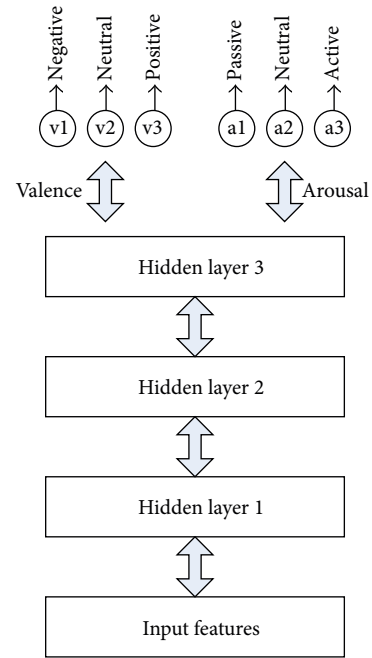 Negative
Neutral
Positive
Passive
Neutral
Active
v1
v2
v3
a1
a2
a3
Valence
Arousal
Hidden layer 3
Hidden layer 2
Hidden layer 1
Input features